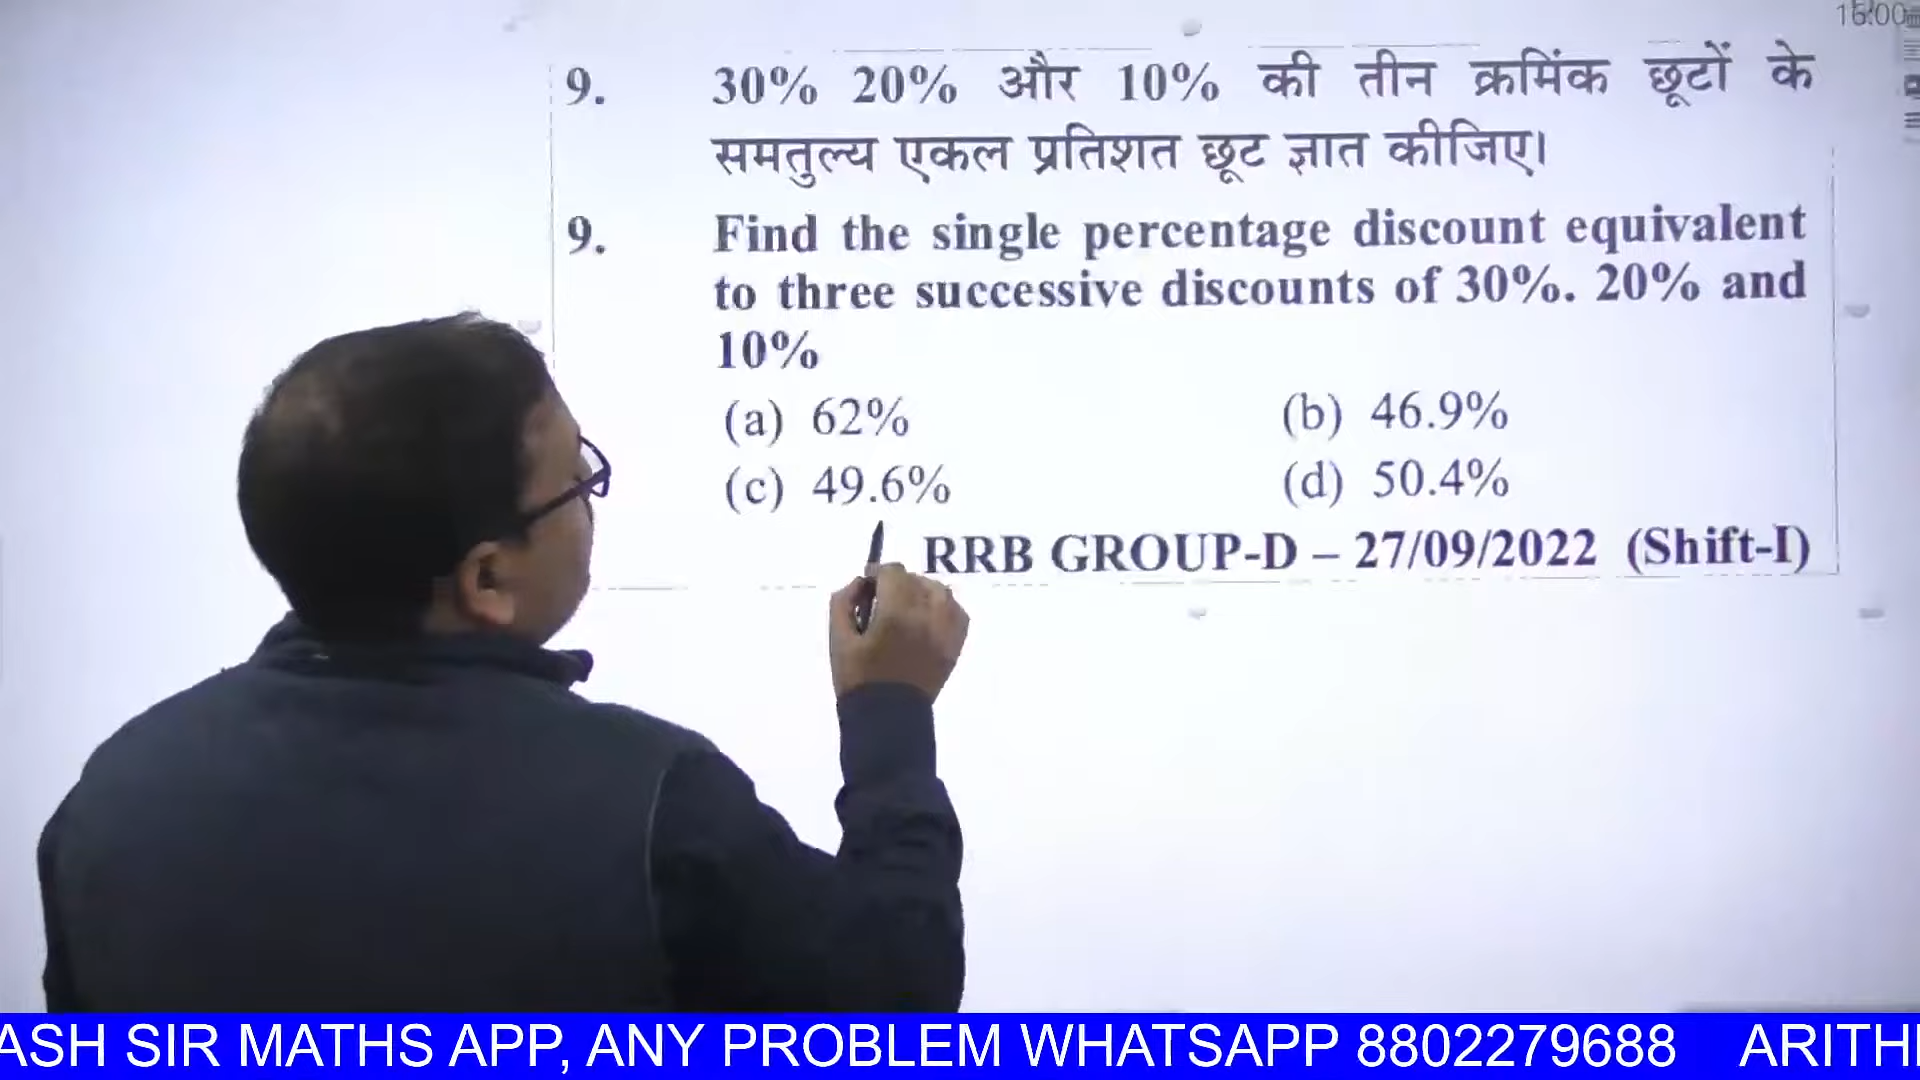 16:00
9. 30% 20% और 10% की तीन क्रमिंक छूटों के
समतुल्य एकल प्रतिशत छूट ज्ञात कीजिए।
9. Find the single percentage discount equivalent
to three successive discounts of 30%. 20% and
10%
(a) 62% (b) 46.9%
(c) 49.6% (d) 50.4%
RRB GROUP-D – 27/09/2022 (Shift-I)
ASH SIR MATHS APP, ANY PROBLEM WHATSAPP 8802279688 ARITH